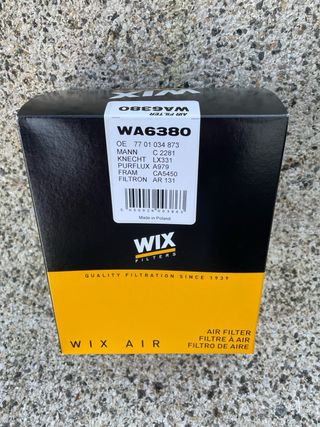 WIX
AIR FILTER
WA6380
WA6380
OE 77 01 034 873
MANN C 2281
KNECHT LX331
PURFLUX A979
FRAM CA5450
FILTRON AR 131
Made in Poland
WIX
FILTERS
QUALITY FILTRATION SINCE 1939
WIX AIR
AIR FILTER
FILTRE À AIR
FILTRO DE AIRE